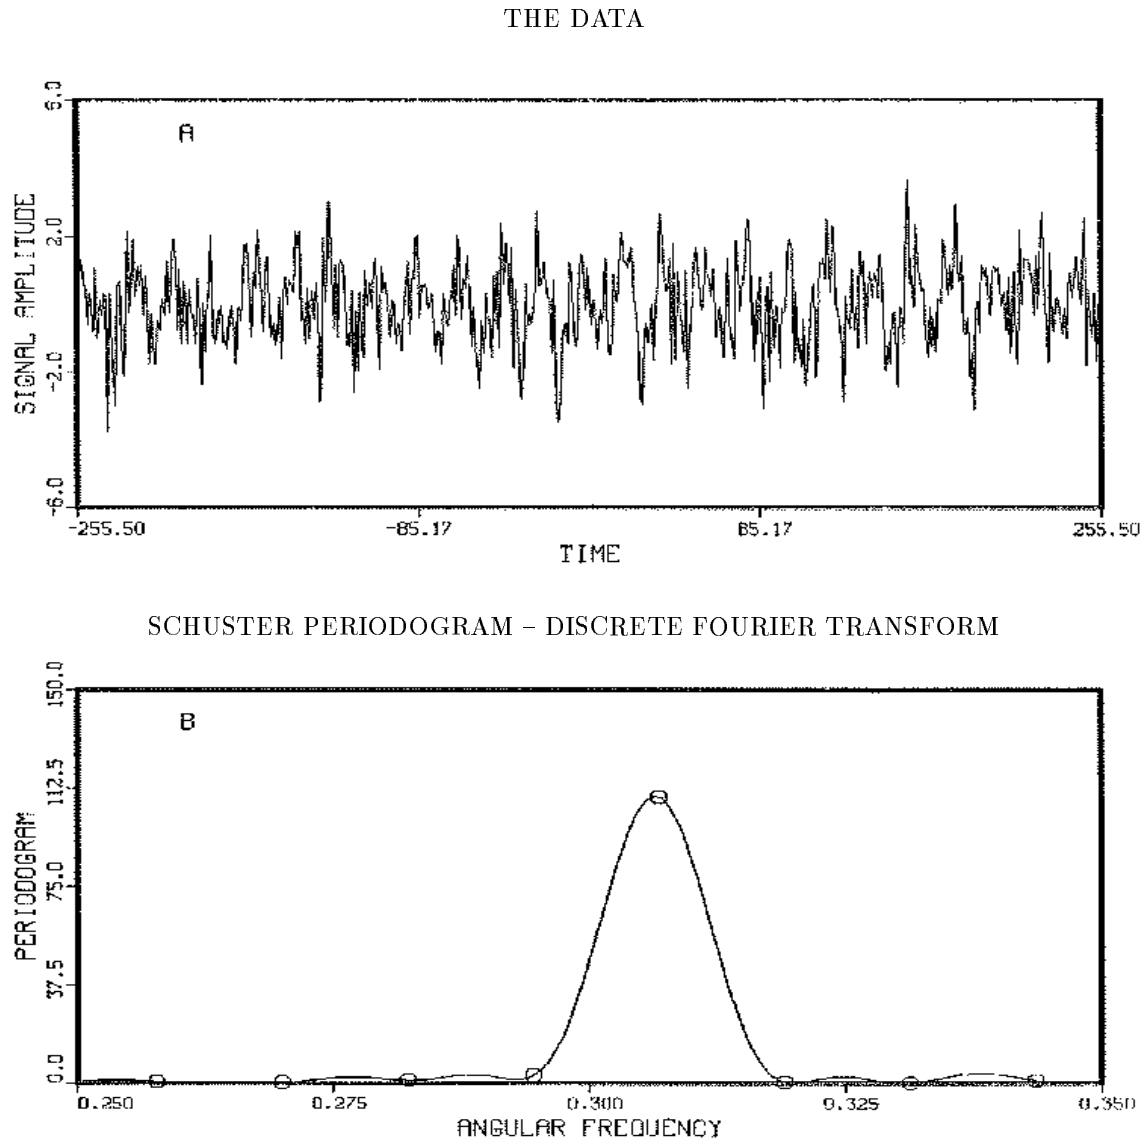 THE DATA
6.0
A
2.0
SIGNAL AMPLITUDE
-2.0
-6.0
-255.50 -85.17 85.17 255.50
TIME
SCHUSTER PERIODOGRAM – DISCRETE FOURIER TRANSFORM
150.0
B
112.5
PERIODOGRAM
75.0
37.5
0.0
0.250 0.275 0.300 0.325 0.350
ANGULAR FREQUENCY